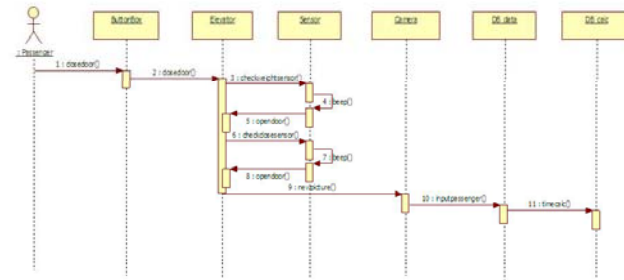 ButtonBox
Elevator
Sensor
Camera
DB data
DB calc
: Passenger
1 : closedoor()
2 : closedoor()
3 : checkweightsensor()
4 : beep()
5 : opendoor()
6 : checkclosesensor()
7 : beep()
8 : opendoor()
9 : nextpicture()
10 : inputpassenger()
11 : timecalc()